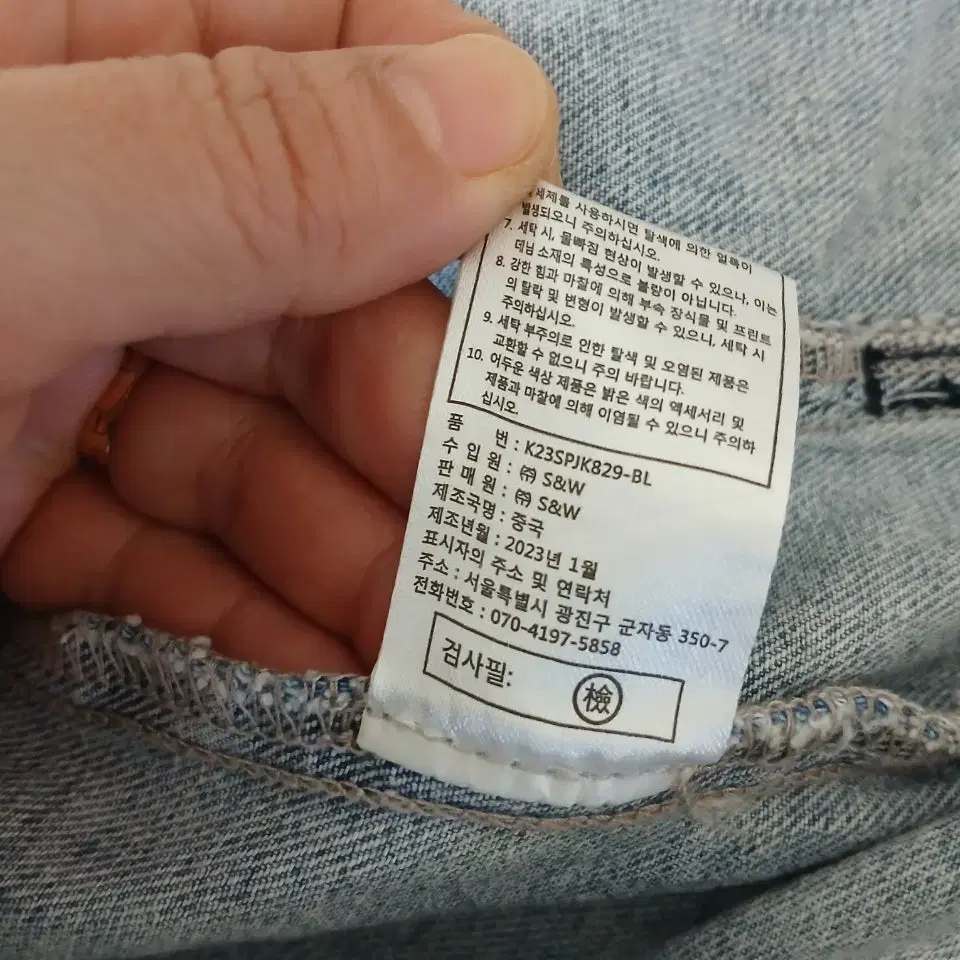 세제를 사용하시면 탈색에 의한 얼룩이
발생되오니 주의하십시오.
7. 세탁 시, 물빠짐 현상이 발생할 수 있으나, 이는
데님 소재의 특성으로 불량이 아닙니다.
8. 강한 힘과 마찰에 의해 부속 장식물 및 프린트
의 탈락 및 변형이 발생할 수 있으니, 세탁 시
주의하십시오.
9. 세탁 부주의로 인한 탈색 및 오염된 제품은
교환할 수 없으니 주의 바랍니다.
10. 어두운 색상 제품은 밝은 색의 액세서리 및
제품과 마찰에 의해 이염될 수 있으니 주의하
십시오.
품 번 : K23SPJK829-BL
수 입 원 : ㈜ S&W
판 매 원 : ㈜ S&W
제조국명 : 중국
제조년월 : 2023년 1월
표시자의 주소 및 연락처
주소 : 서울특별시 광진구 군자동 350-7
전화번호 : 070-4197-5858
검사필: 檢